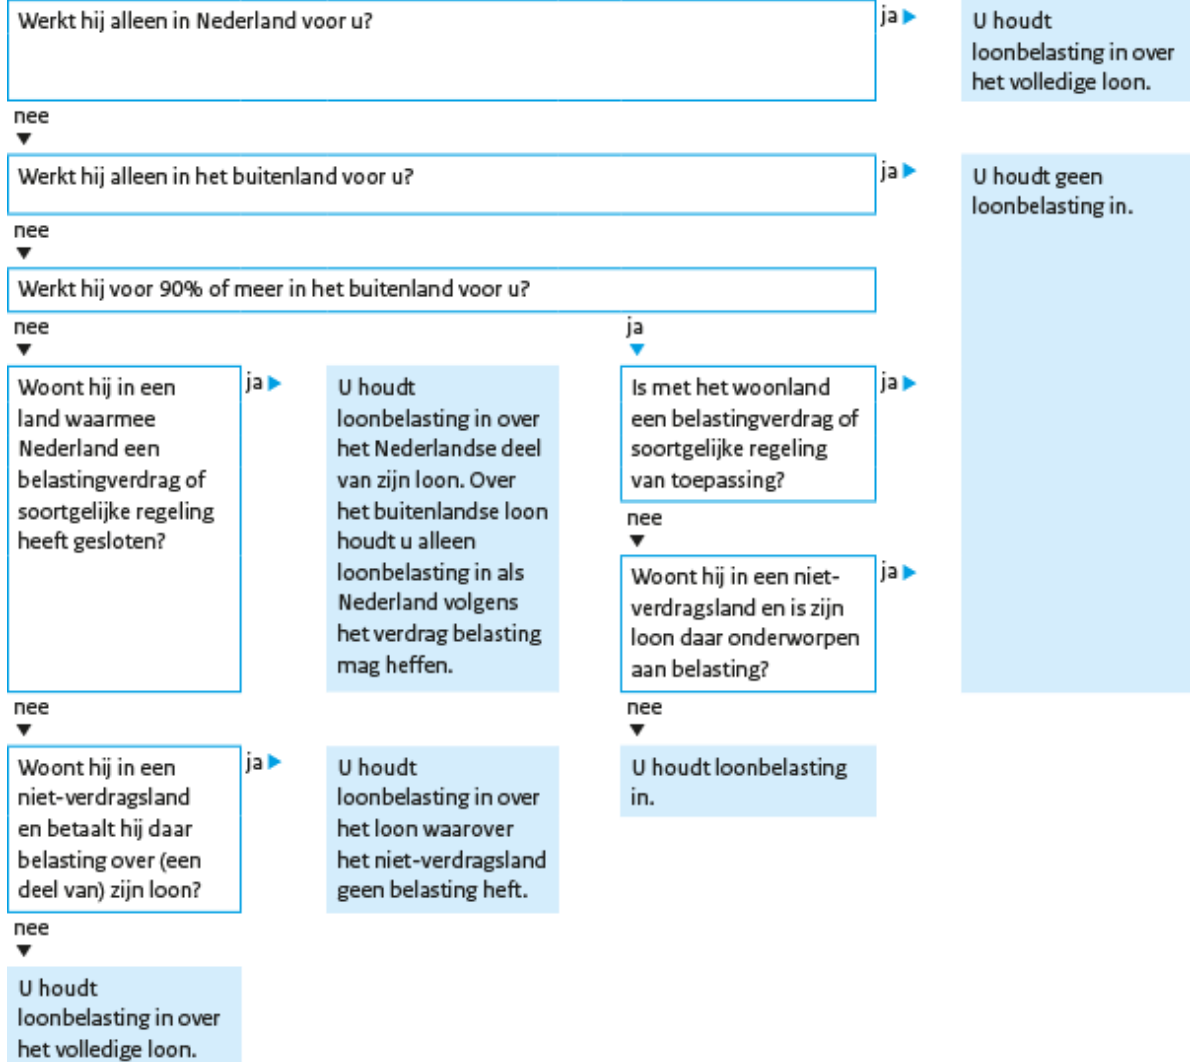 Werkt hij alleen in Nederland voor u?
ja
U houdt
loonbelasting in over
het volledige loon.
nee
Werkt hij alleen in het buitenland voor u?
ja
U houdt geen
loonbelasting in.
nee
Werkt hij voor 90% of meer in het buitenland voor u?
nee
ja
Woont hij in een
land waarmee
Nederland een
belastingverdrag of
soortgelijke regeling
heeft gesloten?
ja
U houdt
loonbelasting in over
het Nederlandse deel
van zijn loon. Over
het buitenlandse loon
houdt u alleen
loonbelasting in als
Nederland volgens
het verdrag belasting
mag heffen.
Is met het woonland
een belastingverdrag of
soortgelijke regeling
van toepassing?
ja
nee
Woont hij in een niet-
verdragsland en is zijn
loon daar onderworpen
aan belasting?
ja
nee
nee
Woont hij in een
niet-verdragsland
en betaalt hij daar
belasting over (een
deel van) zijn loon?
ja
U houdt
loonbelasting in over
het loon waarover
het niet-verdragsland
geen belasting heft.
U houdt loonbelasting
in.
nee
U houdt
loonbelasting in over
het volledige loon.